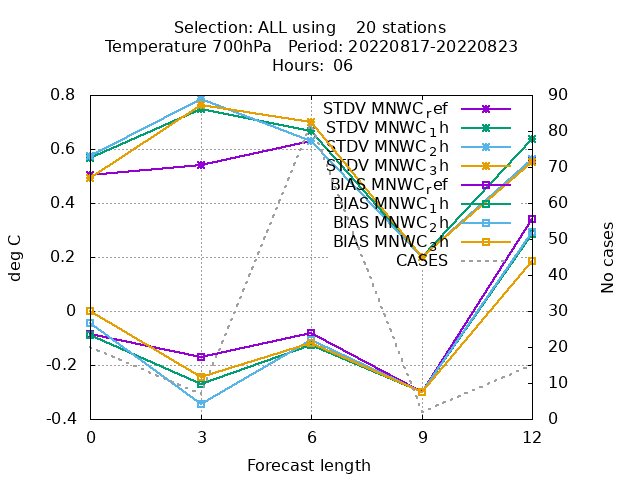 Selection: ALL using 20 stations
Temperature 700hPa Period: 20220817-20220823
Hours: 06
0.8
0.6
0.4
0.2
0
-0.2
-0.4
90
80
70
60
50
40
30
20
10
0
0 3 6 9 12
deg C
No cases
Forecast length
STDV MNWC_ref
STDV MNWC_1h
STDV MNWC_2h
STDV MNWC_3h
BIAS MNWC_ref
BIAS MNWC_1h
BIAS MNWC_2h
BIAS MNWC_3h
CASES